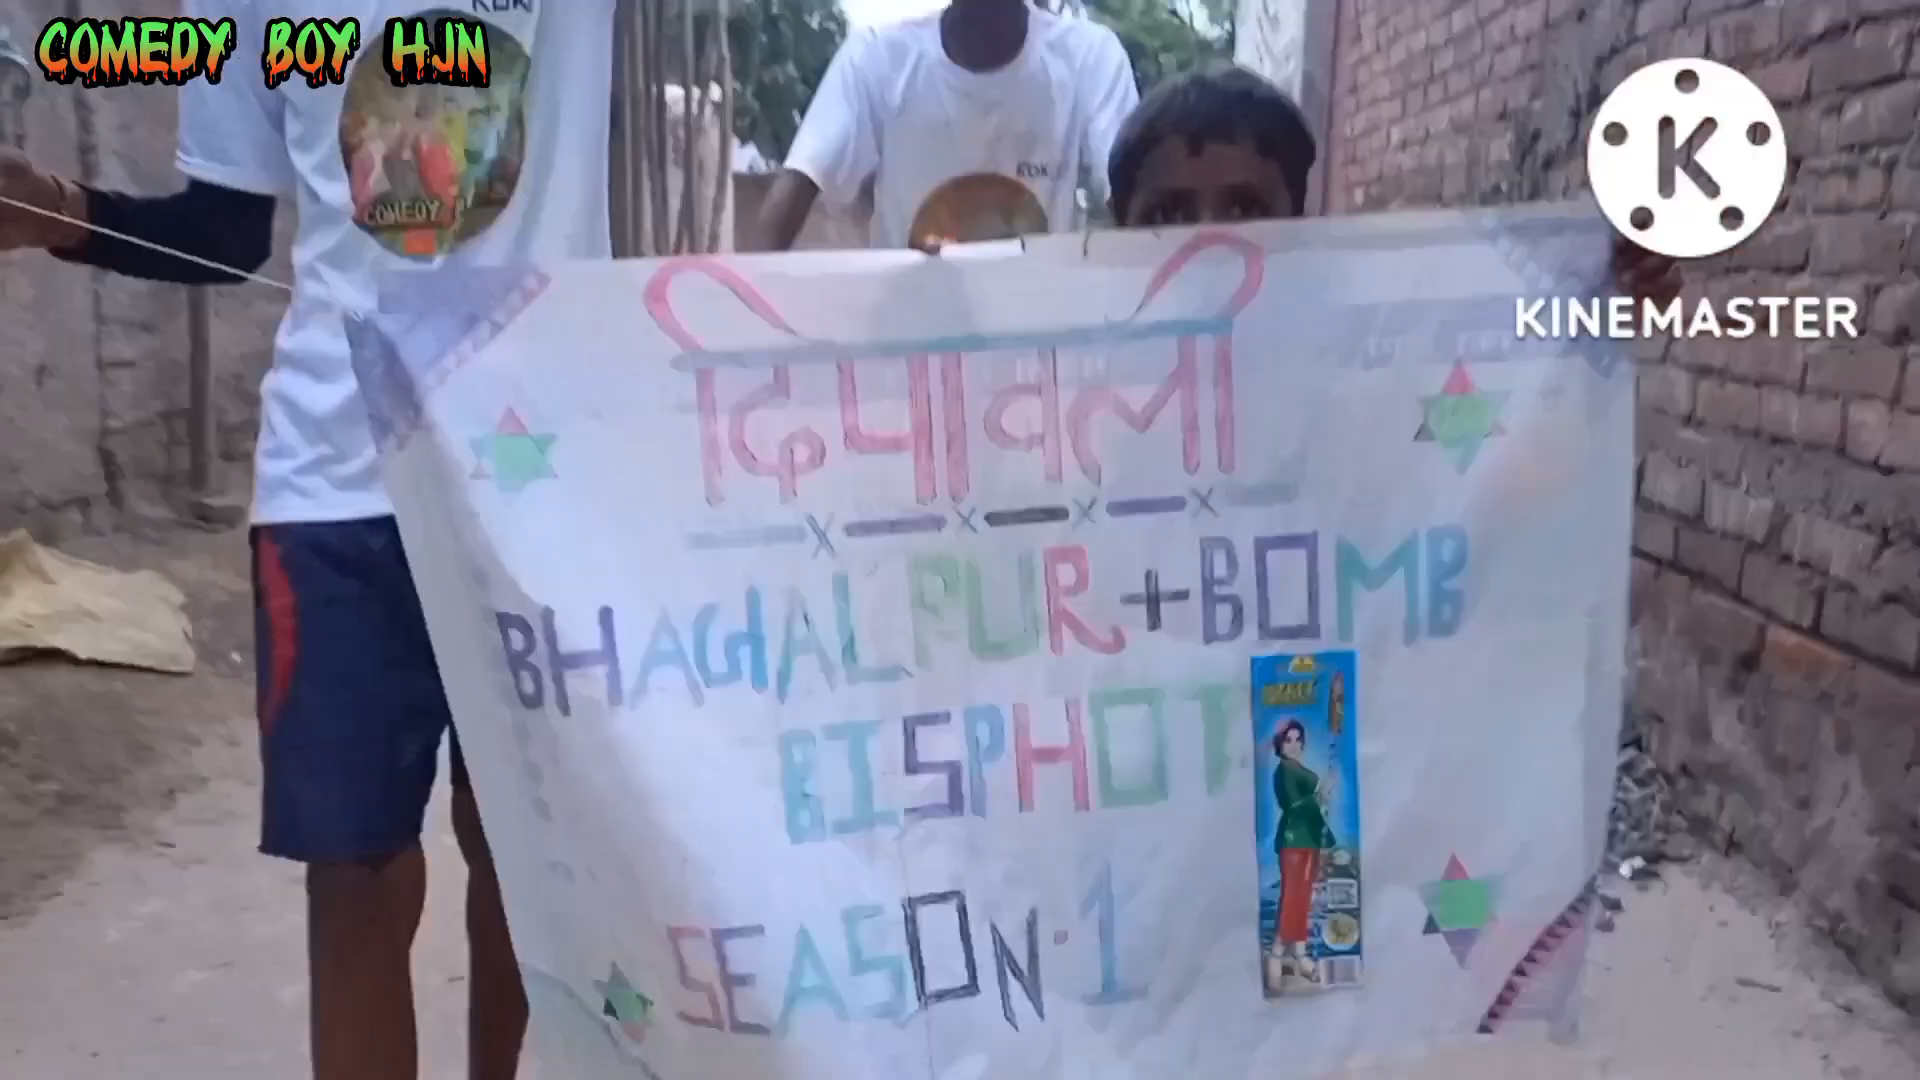 COMEDY BOY HJN
COMEDY
KINEMASTER
दिपावली
BHAGALPUR+BOMB
BISPHOT
SEASON·1